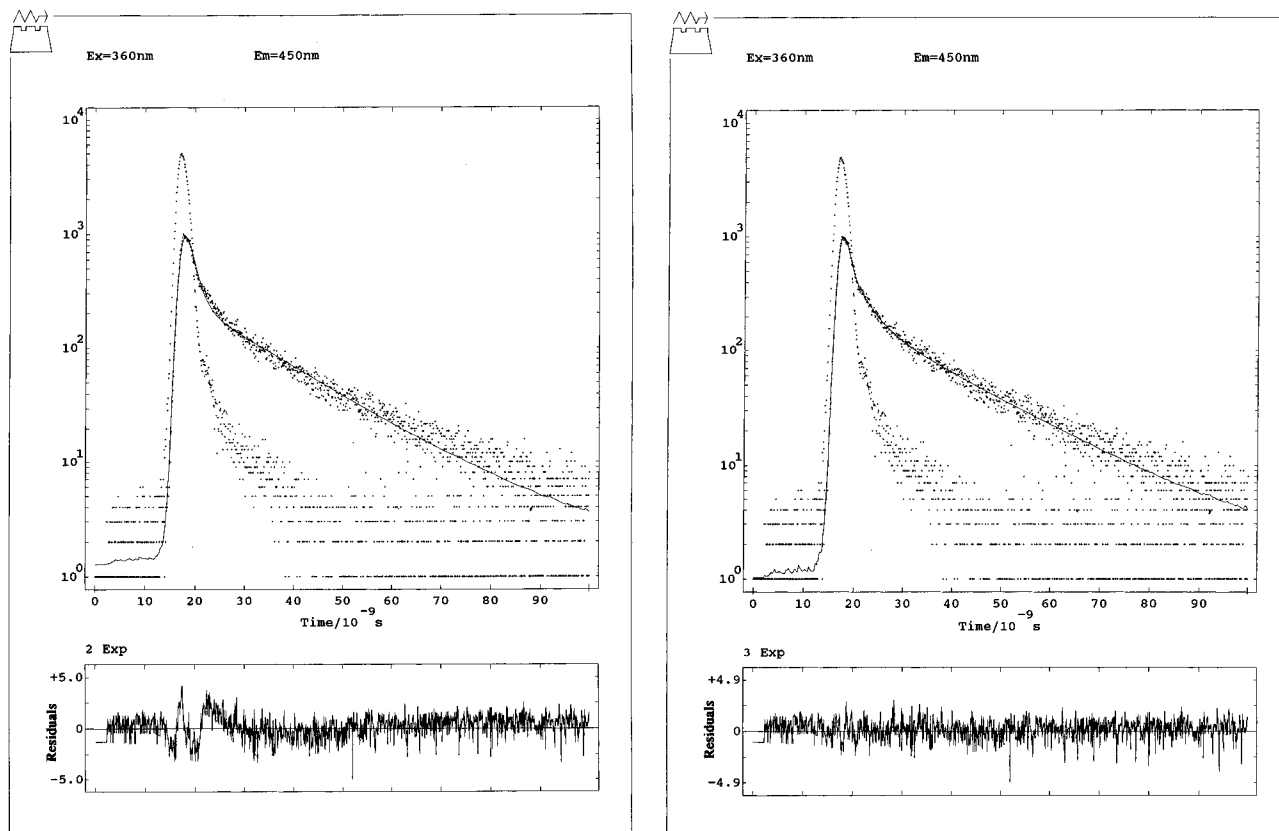 Ex=360nm Em=450nm
10^4
10^3
10^2
10^1
10^0
0 10 20 30 40 50 60 70 80 90
Time/10^-9 s
2 Exp
+5.0
0
-5.0
Residuals
Ex=360nm Em=450nm
10^4
10^3
10^2
10^1
10^0
0 10 20 30 40 50 60 70 80 90
Time/10^-9 s
3 Exp
+4.9
0
-4.9
Residuals